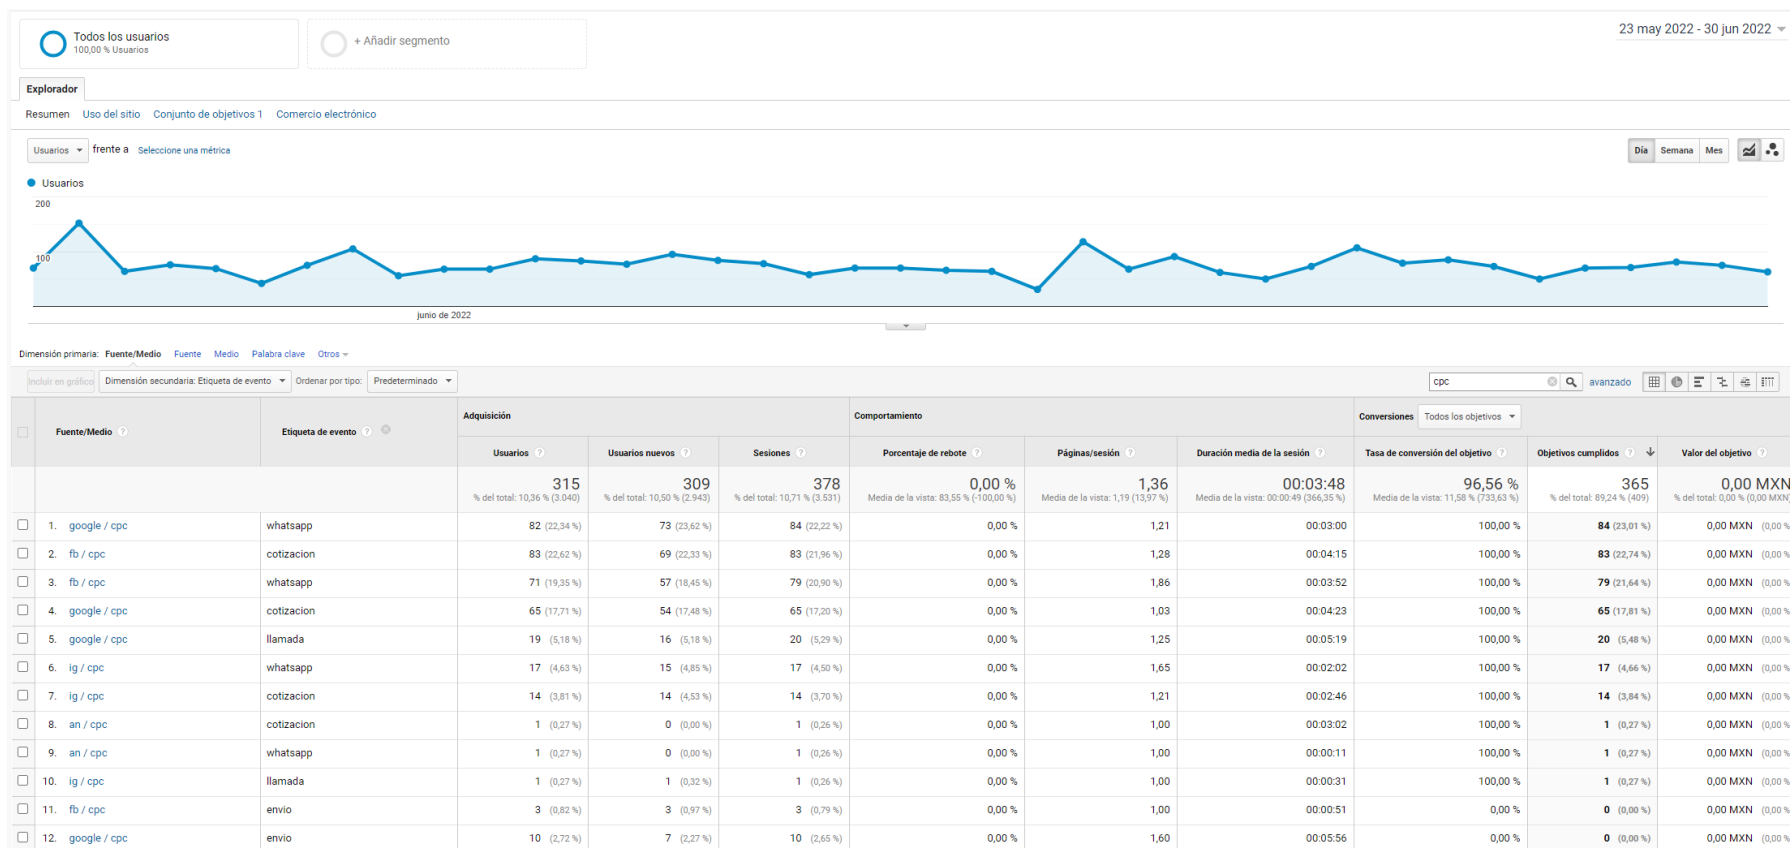 Todos los usuarios
100,00 % Usuarios
+ Añadir segmento
23 may 2022 - 30 jun 2022
Explorador
Resumen Uso del sitio Conjunto de objetivos 1 Comercio electrónico
Usuarios frente a Seleccione una métrica
Día Semana Mes
Usuarios
200
100
junio de 2022
Dimensión primaria: Fuente/Medio Fuente Medio Palabra clave Otros
Incluir en gráfico Dimensión secundaria: Etiqueta de evento Ordenar por tipo: Predeterminado cpc avanzado
Adquisición Comportamiento Conversiones Todos los objetivos
Fuente/Medio ? Etiqueta de evento ?
Usuarios ? Usuarios nuevos ? Sesiones ? Porcentaje de rebote ? Páginas/sesión ? Duración media de la sesión ? Tasa de conversión del objetivo ? Objetivos cumplidos ? Valor del objetivo ?
315 309 378 0,00 % 1,36 00:03:48 96,56 % 365 0,00 MXN
% del total: 10,36 % (3.040) % del total: 10,50 % (2.943) % del total: 10,71 % (3.531) Media de la vista: 83,55 % (-100,00 %) Media de la vista: 1,19 (13,97 %) Media de la vista: 00:00:49 (366,35 %) Media de la vista: 11,58 % (733,63 %) % del total: 89,24 % (409) % del total: 0,00 % (0,00 MXN)
1. google / cpc whatsapp 82 (22,34 %) 73 (23,62 %) 84 (22,22 %) 0,00 % 1,21 00:03:00 100,00 % 84 (23,01 %) 0,00 MXN (0,00 %
2. fb / cpc cotizacion 83 (22,62 %) 69 (22,33 %) 83 (21,96 %) 0,00 % 1,28 00:04:15 100,00 % 83 (22,74 %) 0,00 MXN (0,00 %
3. fb / cpc whatsapp 71 (19,35 %) 57 (18,45 %) 79 (20,90 %) 0,00 % 1,86 00:03:52 100,00 % 79 (21,64 %) 0,00 MXN (0,00 %
4. google / cpc cotizacion 65 (17,71 %) 54 (17,48 %) 65 (17,20 %) 0,00 % 1,03 00:04:23 100,00 % 65 (17,81 %) 0,00 MXN (0,00 %
5. google / cpc llamada 19 (5,18 %) 16 (5,18 %) 20 (5,29 %) 0,00 % 1,25 00:05:19 100,00 % 20 (5,48 %) 0,00 MXN (0,00 %
6. ig / cpc whatsapp 17 (4,63 %) 15 (4,85 %) 17 (4,50 %) 0,00 % 1,65 00:02:02 100,00 % 17 (4,66 %) 0,00 MXN (0,00 %
7. ig / cpc cotizacion 14 (3,81 %) 14 (4,53 %) 14 (3,70 %) 0,00 % 1,21 00:02:46 100,00 % 14 (3,84 %) 0,00 MXN (0,00 %
8. an / cpc cotizacion 1 (0,27 %) 0 (0,00 %) 1 (0,26 %) 0,00 % 1,00 00:03:02 100,00 % 1 (0,27 %) 0,00 MXN (0,00 %
9. an / cpc whatsapp 1 (0,27 %) 0 (0,00 %) 1 (0,26 %) 0,00 % 1,00 00:00:11 100,00 % 1 (0,27 %) 0,00 MXN (0,00 %
10. ig / cpc llamada 1 (0,27 %) 1 (0,32 %) 1 (0,26 %) 0,00 % 1,00 00:00:31 100,00 % 1 (0,27 %) 0,00 MXN (0,00 %
11. fb / cpc envio 3 (0,82 %) 3 (0,97 %) 3 (0,79 %) 0,00 % 1,00 00:00:51 0,00 % 0 (0,00 %) 0,00 MXN (0,00 %
12. google / cpc envio 10 (2,72 %) 7 (2,27 %) 10 (2,65 %) 0,00 % 1,60 00:05:56 0,00 % 0 (0,00 %) 0,00 MXN (0,00 %